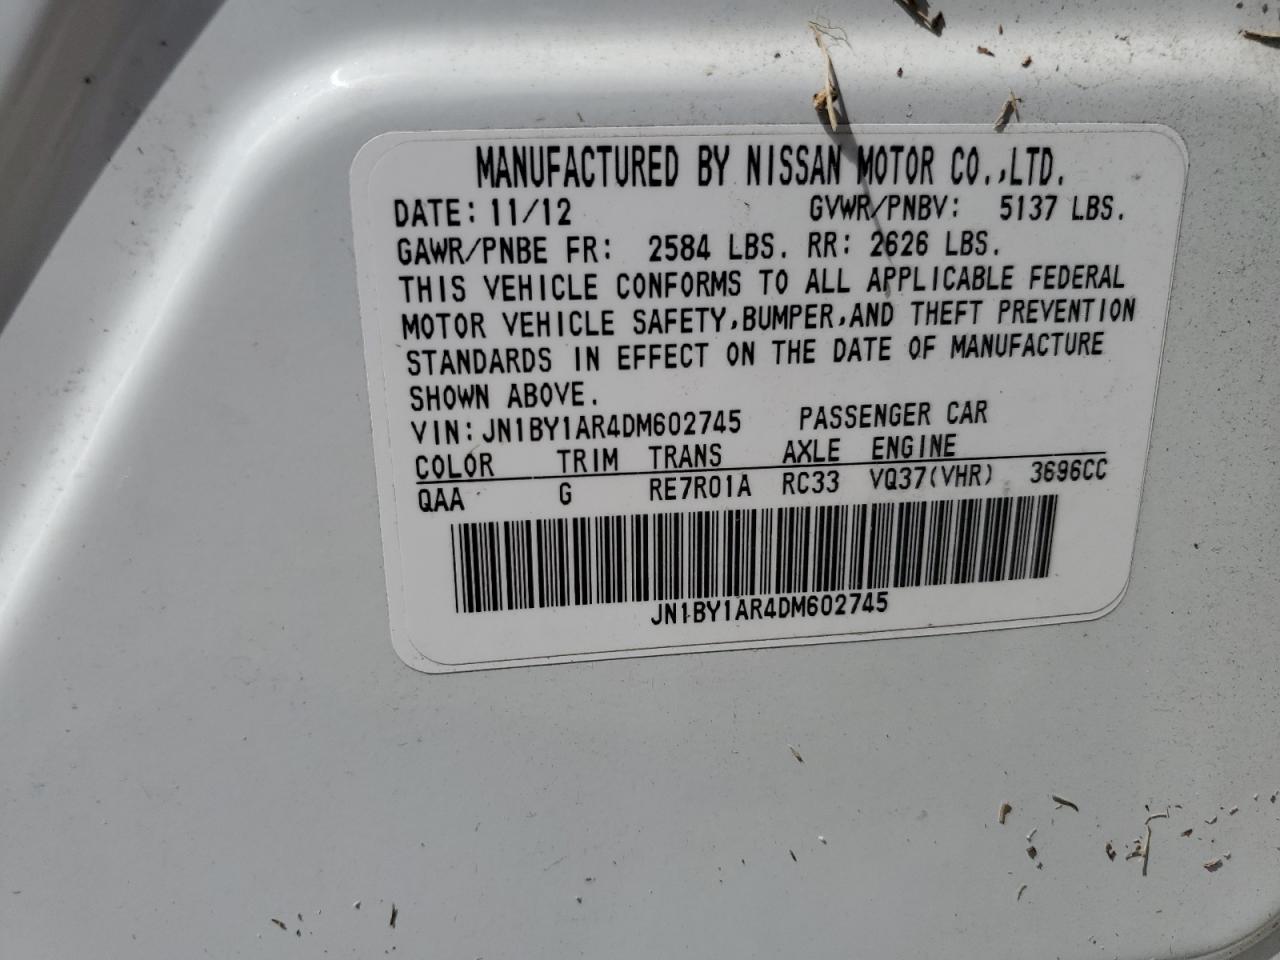 MANUFACTURED BY NISSAN MOTOR CO.,LTD.
DATE: 11/12 GVWR/PNBV: 5137 LBS.
GAWR/PNBE FR: 2584 LBS. RR: 2626 LBS.
THIS VEHICLE CONFORMS TO ALL APPLICABLE FEDERAL
MOTOR VEHICLE SAFETY,BUMPER,AND THEFT PREVENTION
STANDARDS IN EFFECT ON THE DATE OF MANUFACTURE
SHOWN ABOVE.
VIN:JN1BY1AR4DM602745 PASSENGER CAR
COLOR TRIM TRANS AXLE ENGINE
QAA G RE7R01A RC33 VQ37(VHR) 3696CC
JN1BY1AR4DM602745